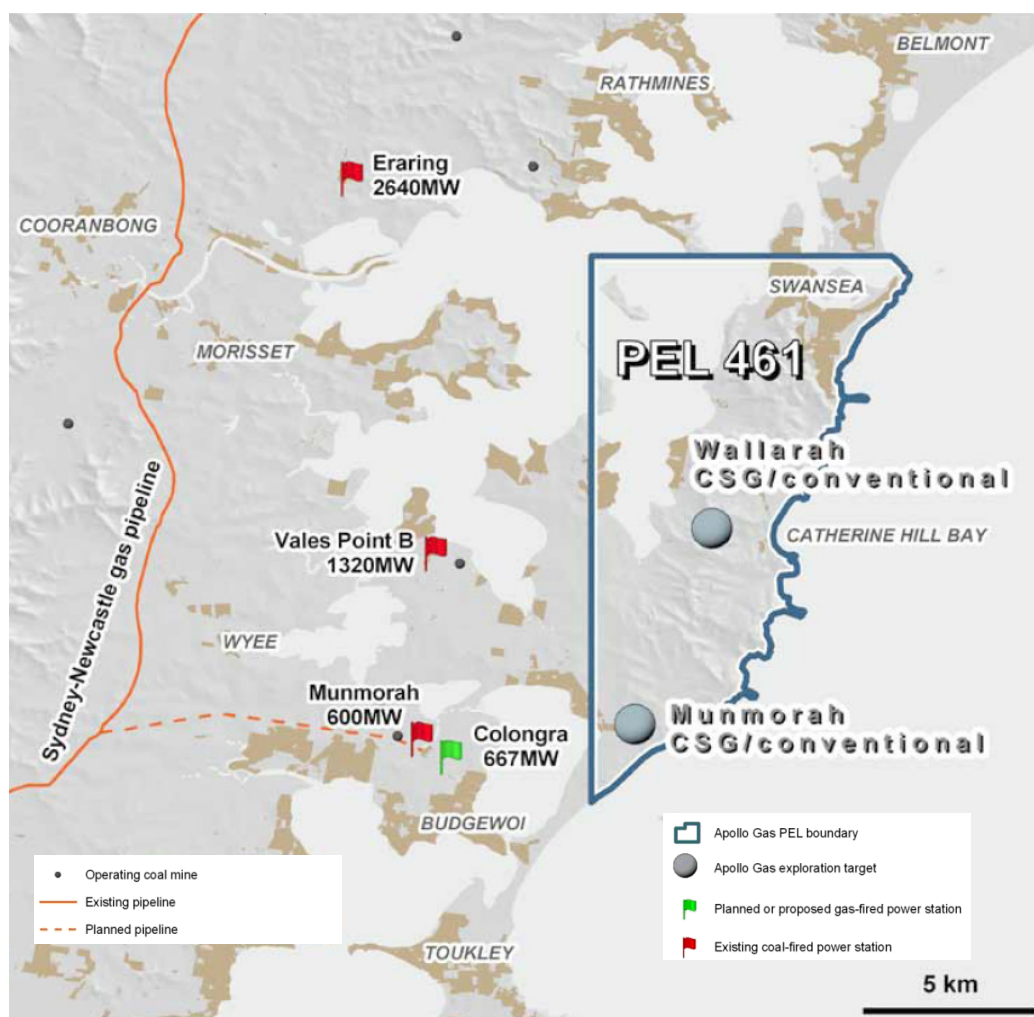 BELMONT
RATHMINES
Eraring
2640MW
COORANBONG
SWANSEA
MORISSET
PEL 461
Wallarah
CSG/conventional
Sydney-Newcastle gas pipeline
Vales Point B
1320MW
CATHERINE HILL BAY
WYEE
Munmorah
600MW
Colongra
667MW
Munmorah
CSG/conventional
BUDGEWOI
Apollo Gas PEL boundary
Apollo Gas exploration target
Planned or proposed gas-fired power station
Existing coal-fired power station
Operating coal mine
Existing pipeline
Planned pipeline
TOUKLEY
5 km